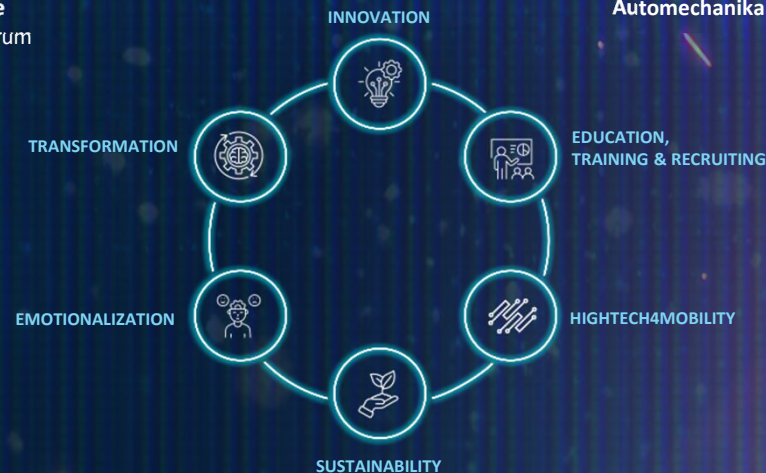 e
rum
Automechanika
INNOVATION
TRANSFORMATION
EDUCATION,
TRAINING & RECRUITING
EMOTIONALIZATION
HIGHTECH4MOBILITY
SUSTAINABILITY